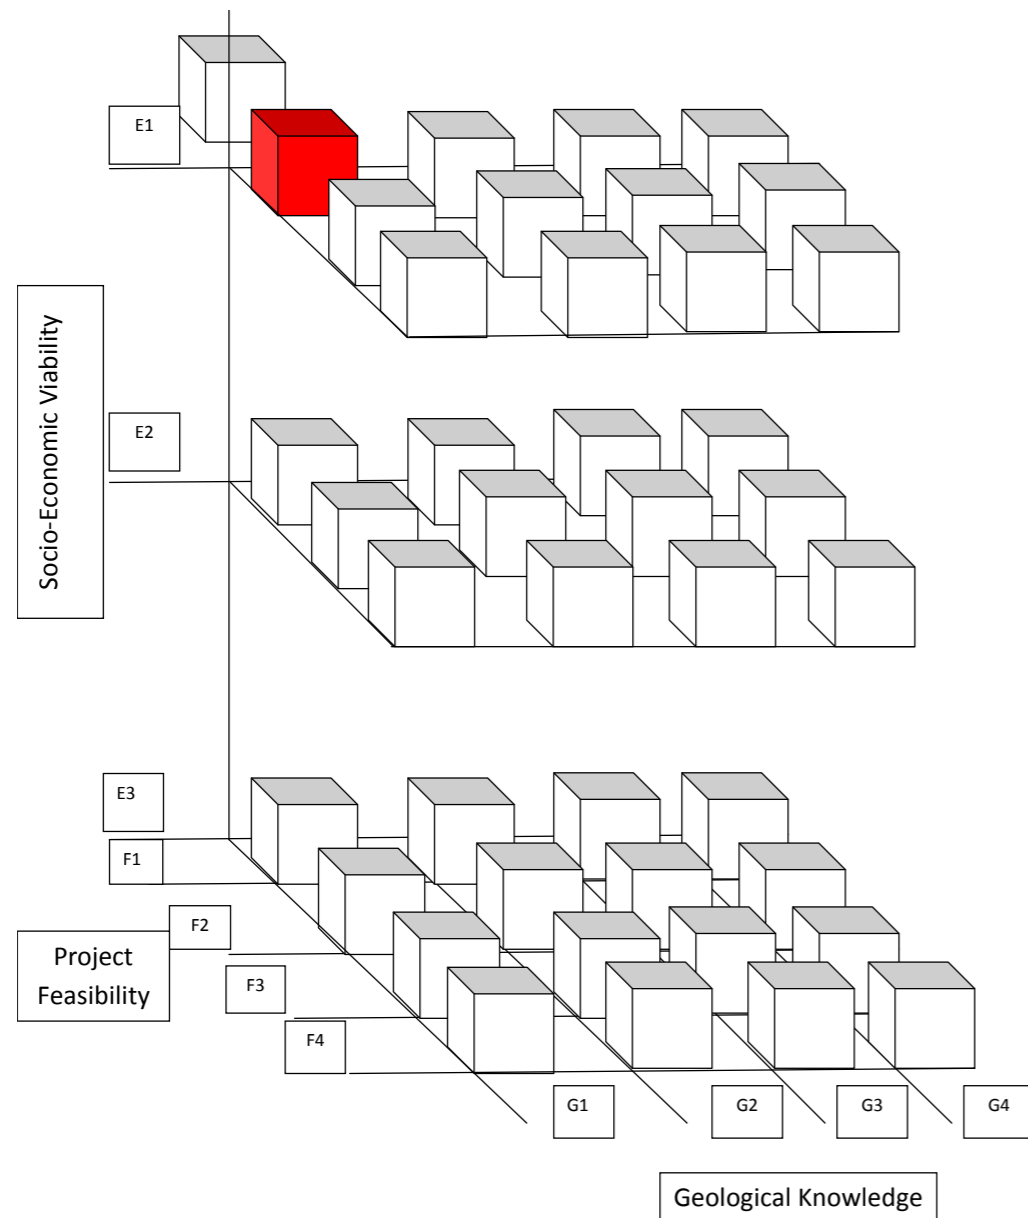 E1
Socio-Economic Viability
E2
E3
F1
F2
Project
Feasibility
F3
F4
G1
G2
G3
G4
Geological Knowledge